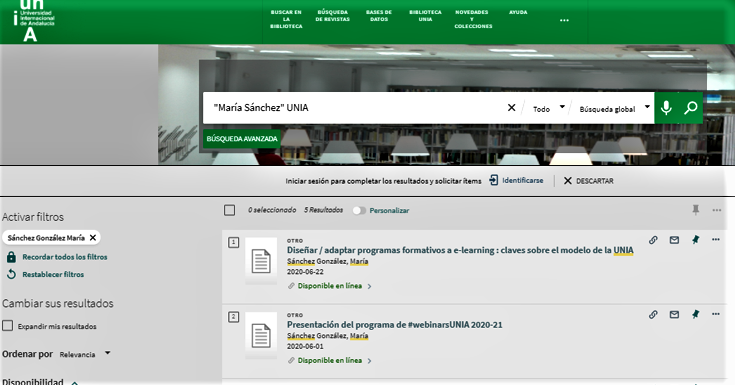 un
i Universidad
Internacional
de Andalucía
A
BUSCAR EN
LA
BIBLIOTECA
BÚSQUEDA
DE REVISTAS
BASES DE
DATOS
BIBLIOTECA
UNIA
NOVEDADES
Y
COLECCIONES
AYUDA
"María Sánchez" UNIA
Todo
Búsqueda global
BÚSQUEDA AVANZADA
Iniciar sesión para completar los resultados y solicitar ítems
Identificarse
DESCARTAR
Activar filtros
Sánchez González María
Recordar todos los filtros
Restablecer filtros
Cambiar sus resultados
Expandir mis resultados
Ordenar por Relevancia
Disponibilidad
0 seleccionado 5 Resultados Personalizar
1
OTRO
Diseñar / adaptar programas formativos a e-learning : claves sobre el modelo de la UNIA
Sánchez González, María
2020-06-22
Disponible en línea
2
OTRO
Presentación del programa de #webinarsUNIA 2020-21
Sánchez González, María
2020-06-01
Disponible en línea